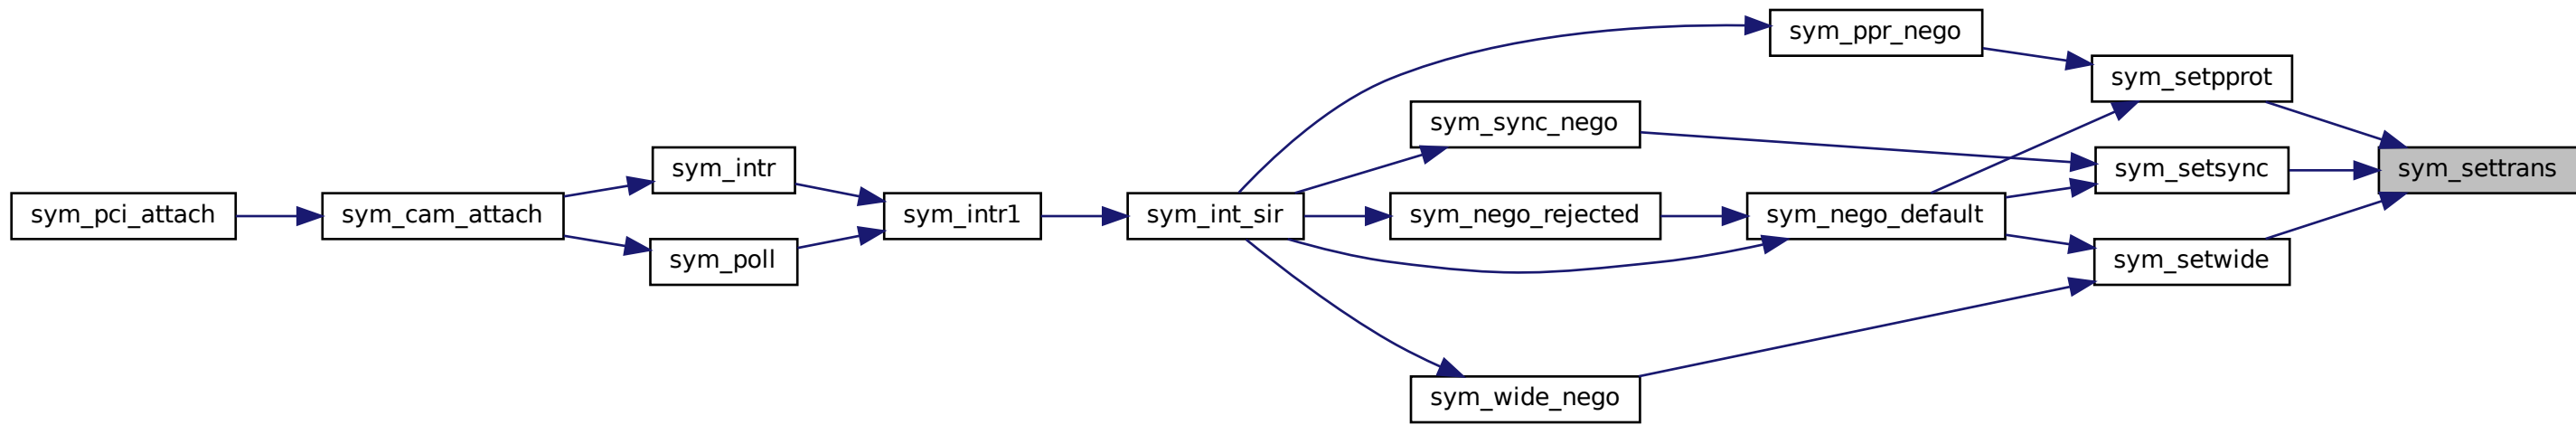 sym_ppr_nego
sym_setpprot
sym_sync_nego
sym_intr
sym_setsync
sym_settrans
sym_pci_attach
sym_cam_attach
sym_intr1
sym_int_sir
sym_nego_rejected
sym_nego_default
sym_poll
sym_setwide
sym_wide_nego